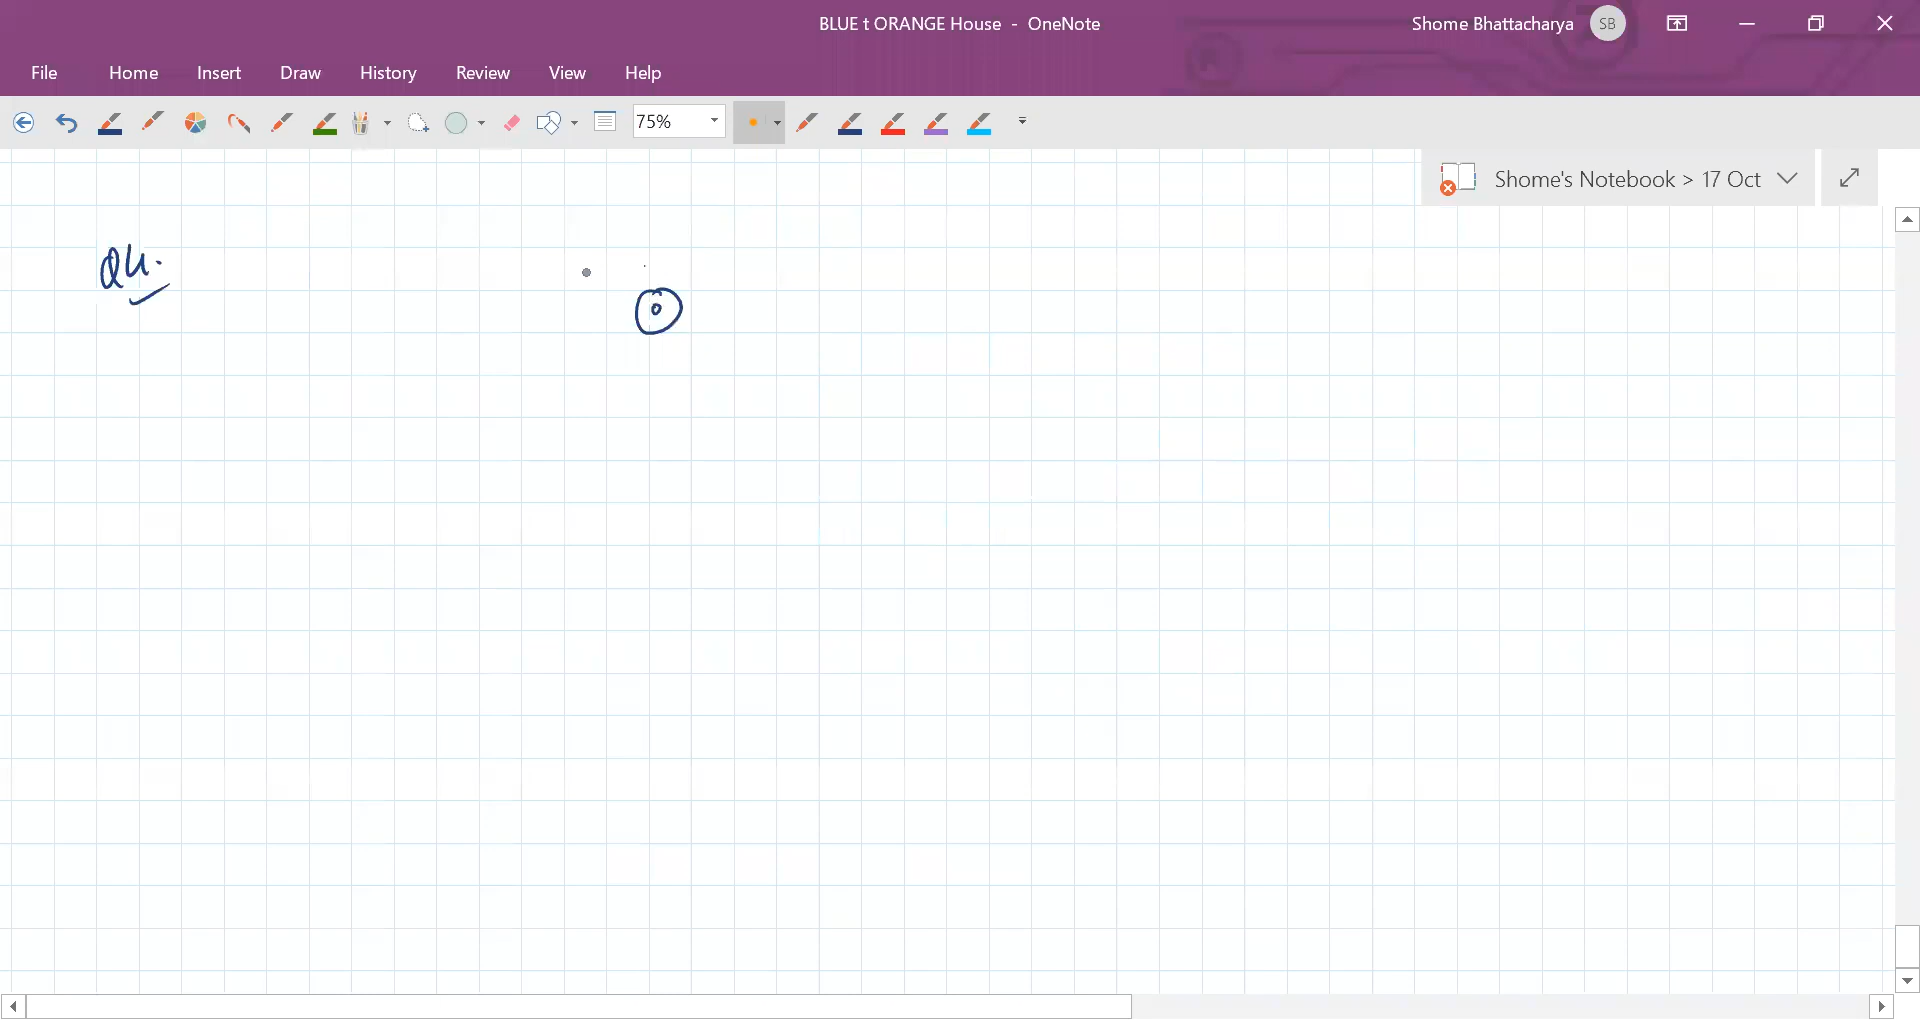 BLUE t ORANGE House - OneNote
Shome Bhattacharya SB
File Home Insert Draw History Review View Help
75%
Shome's Notebook > 17 Oct
Q4.